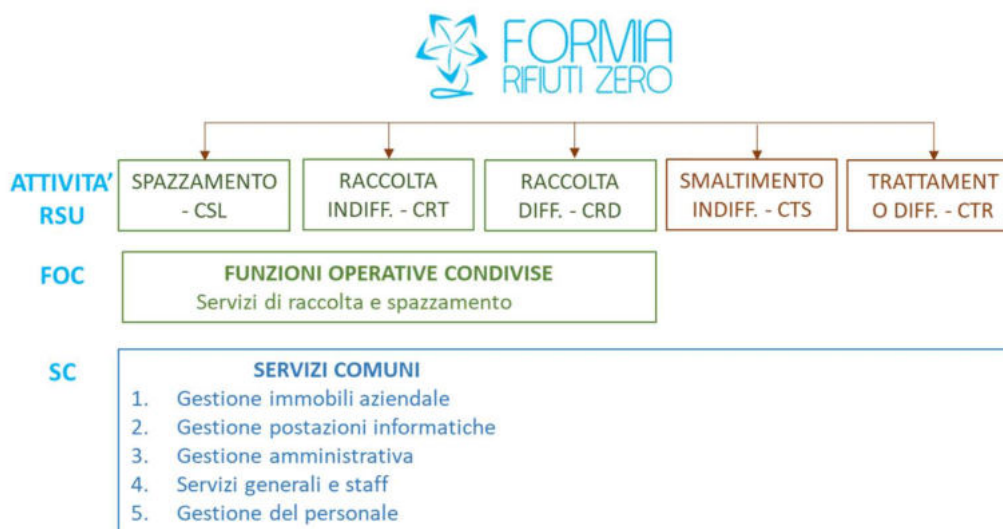 FORMIA
RIFIUTI ZERO
ATTIVITA’
RSU
SPAZZAMENTO
- CSL
RACCOLTA
INDIFF. - CRT
RACCOLTA
DIFF. - CRD
SMALTIMENTO
INDIFF. - CTS
TRATTAMENT
O DIFF. - CTR
FOC
FUNZIONI OPERATIVE CONDIVISE
Servizi di raccolta e spazzamento
SC
SERVIZI COMUNI
1. Gestione immobili aziendale
2. Gestione postazioni informatiche
3. Gestione amministrativa
4. Servizi generali e staff
5. Gestione del personale